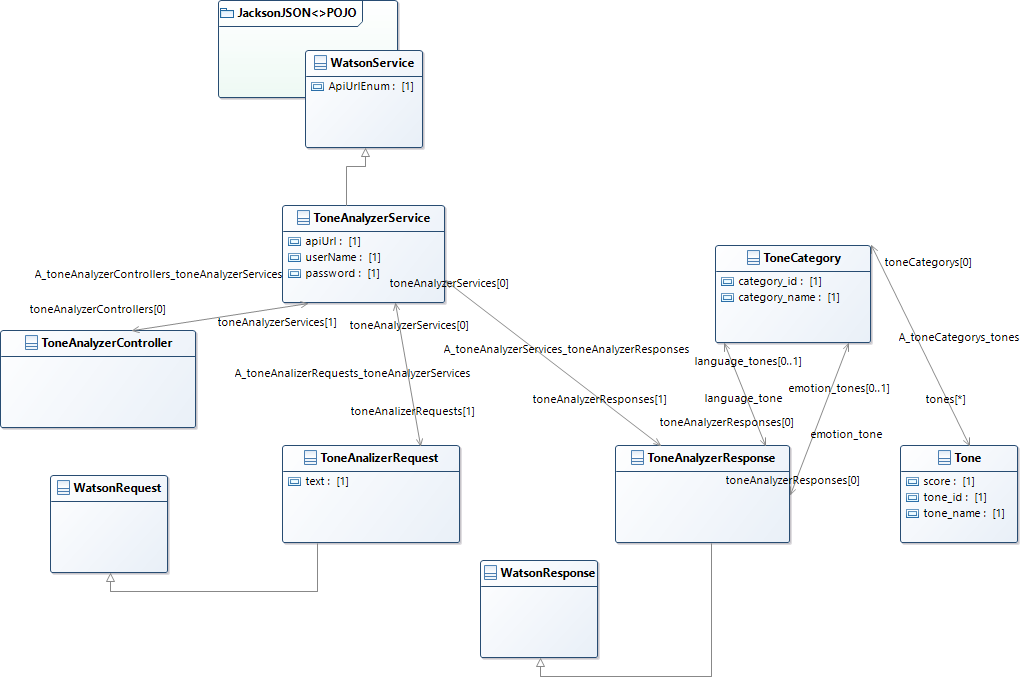 JacksonJSON<>POJO
WatsonService
ApiUrlEnum : [1]
ToneAnalyzerService
apiUrl : [1]
userName : [1]
password : [1]
A_toneAnalyzerControllers_toneAnalyzerServices
toneAnalyzerServices[0]
toneAnalyzerControllers[0]
toneAnalyzerServices[1]
toneAnalyzerServices[0]
ToneCategory
category_id : [1]
category_name : [1]
toneCategorys[0]
ToneAnalyzerController
A_toneCategorys_tones
A_toneAnalyzerServices_toneAnalyzerResponses
language_tones[0..1]
A_toneAnalizerRequests_toneAnalyzerServices
emotion_tones[0..1]
toneAnalyzerResponses[1]
language_tone
tones[*]
toneAnalizerRequests[1]
toneAnalyzerResponses[0]
emotion_tone
ToneAnalizerRequest
text : [1]
ToneAnalyzerResponse
toneAnalyzerResponses[0]
Tone
score : [1]
tone_id : [1]
tone_name : [1]
WatsonRequest
WatsonResponse